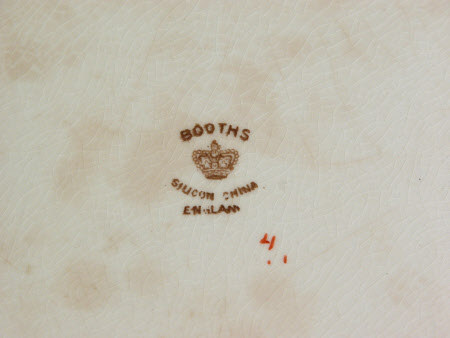 BOOTHS
SILICON CHINA
ENGLAND
4